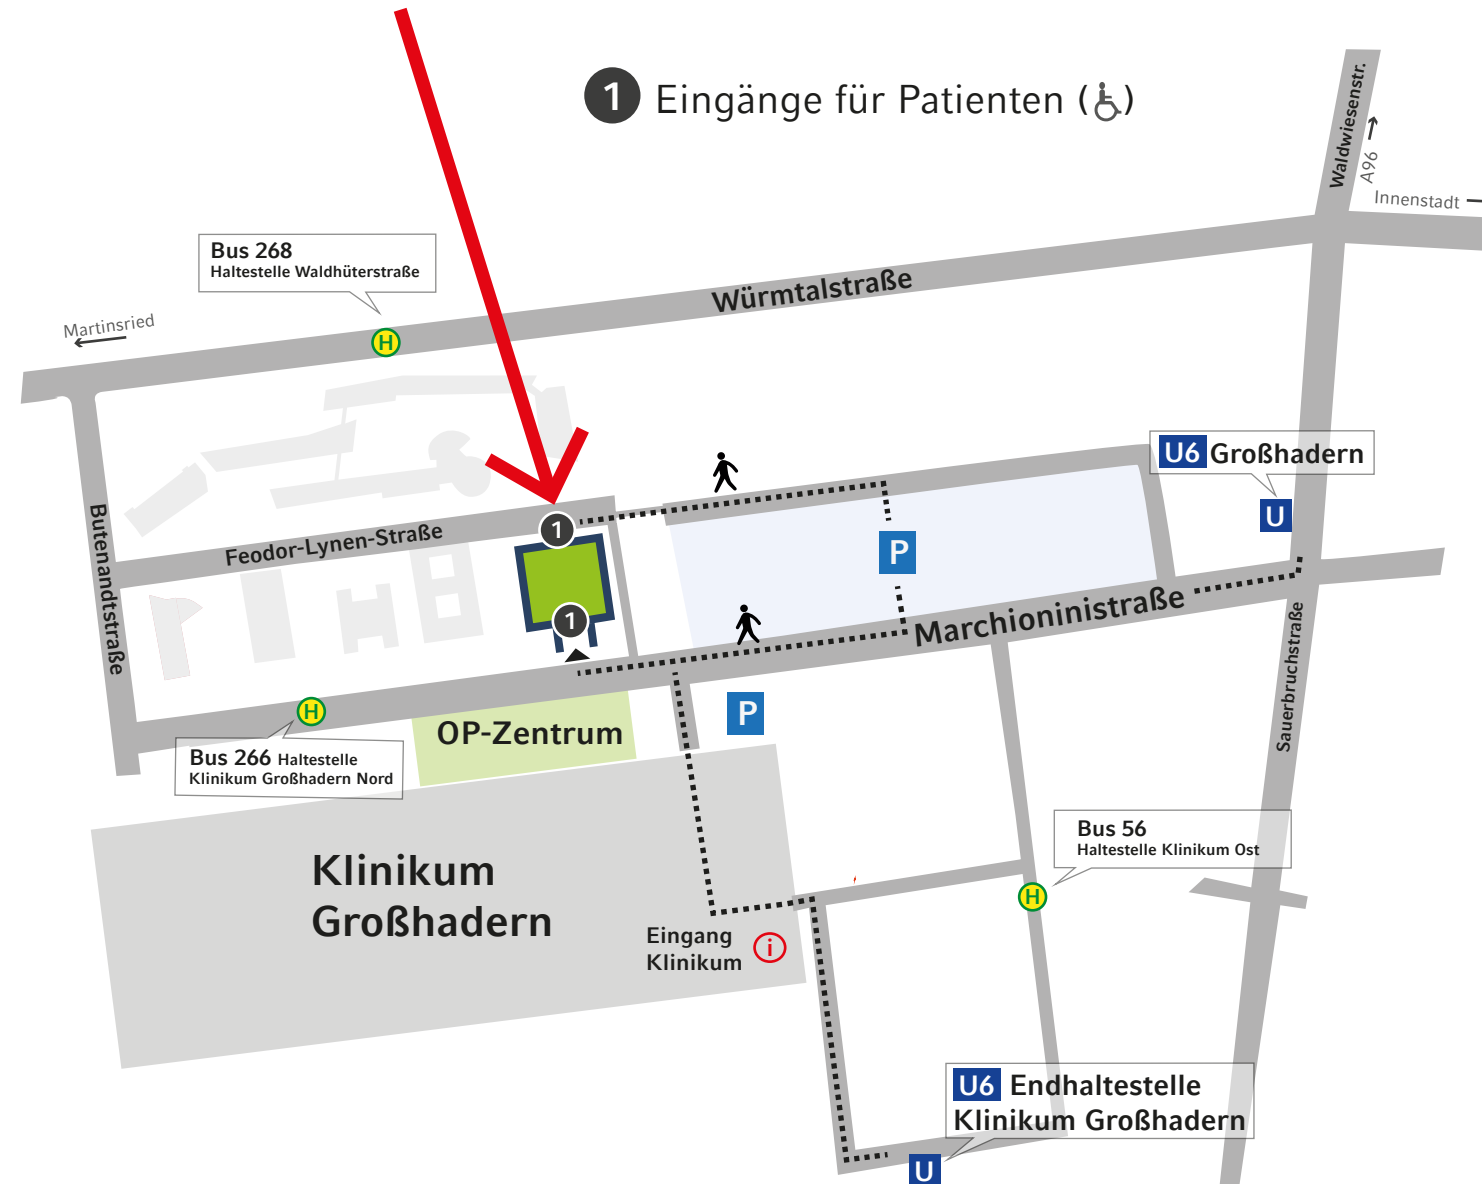 1 Eingänge für Patienten ( )
Waldwiesenstr.
A96
Innenstadt
Bus 268
Haltestelle Waldhüterstraße
Würmtalstraße
Martinsried
H
U6 Großhadern
U
Butenandtstraße
Feodor-Lynen-Straße
1
P
1
Marchioninistraße
Sauerbruchstraße
H
OP-Zentrum
P
Bus 266 Haltestelle
Klinikum Großhadern Nord
Klinikum
Großhadern
Bus 56
Haltestelle Klinikum Ost
H
Eingang
Klinikum
i
U6 Endhaltestelle
Klinikum Großhadern
U